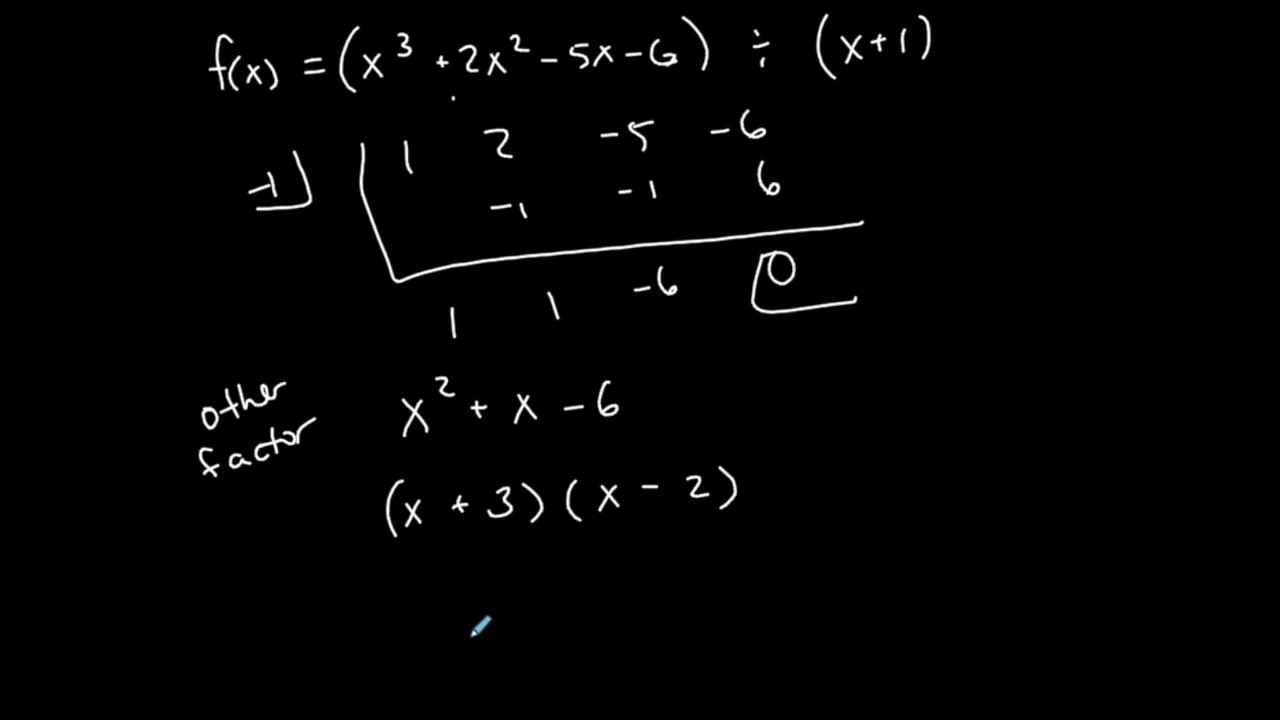 f(x) = (x³ + 2x² - 5x - 6) ÷ (x + 1)
-1 1 2 -5 -6
-1 -1 6
1 1 -6 0
other
factor
x² + x - 6
(x + 3)(x - 2)